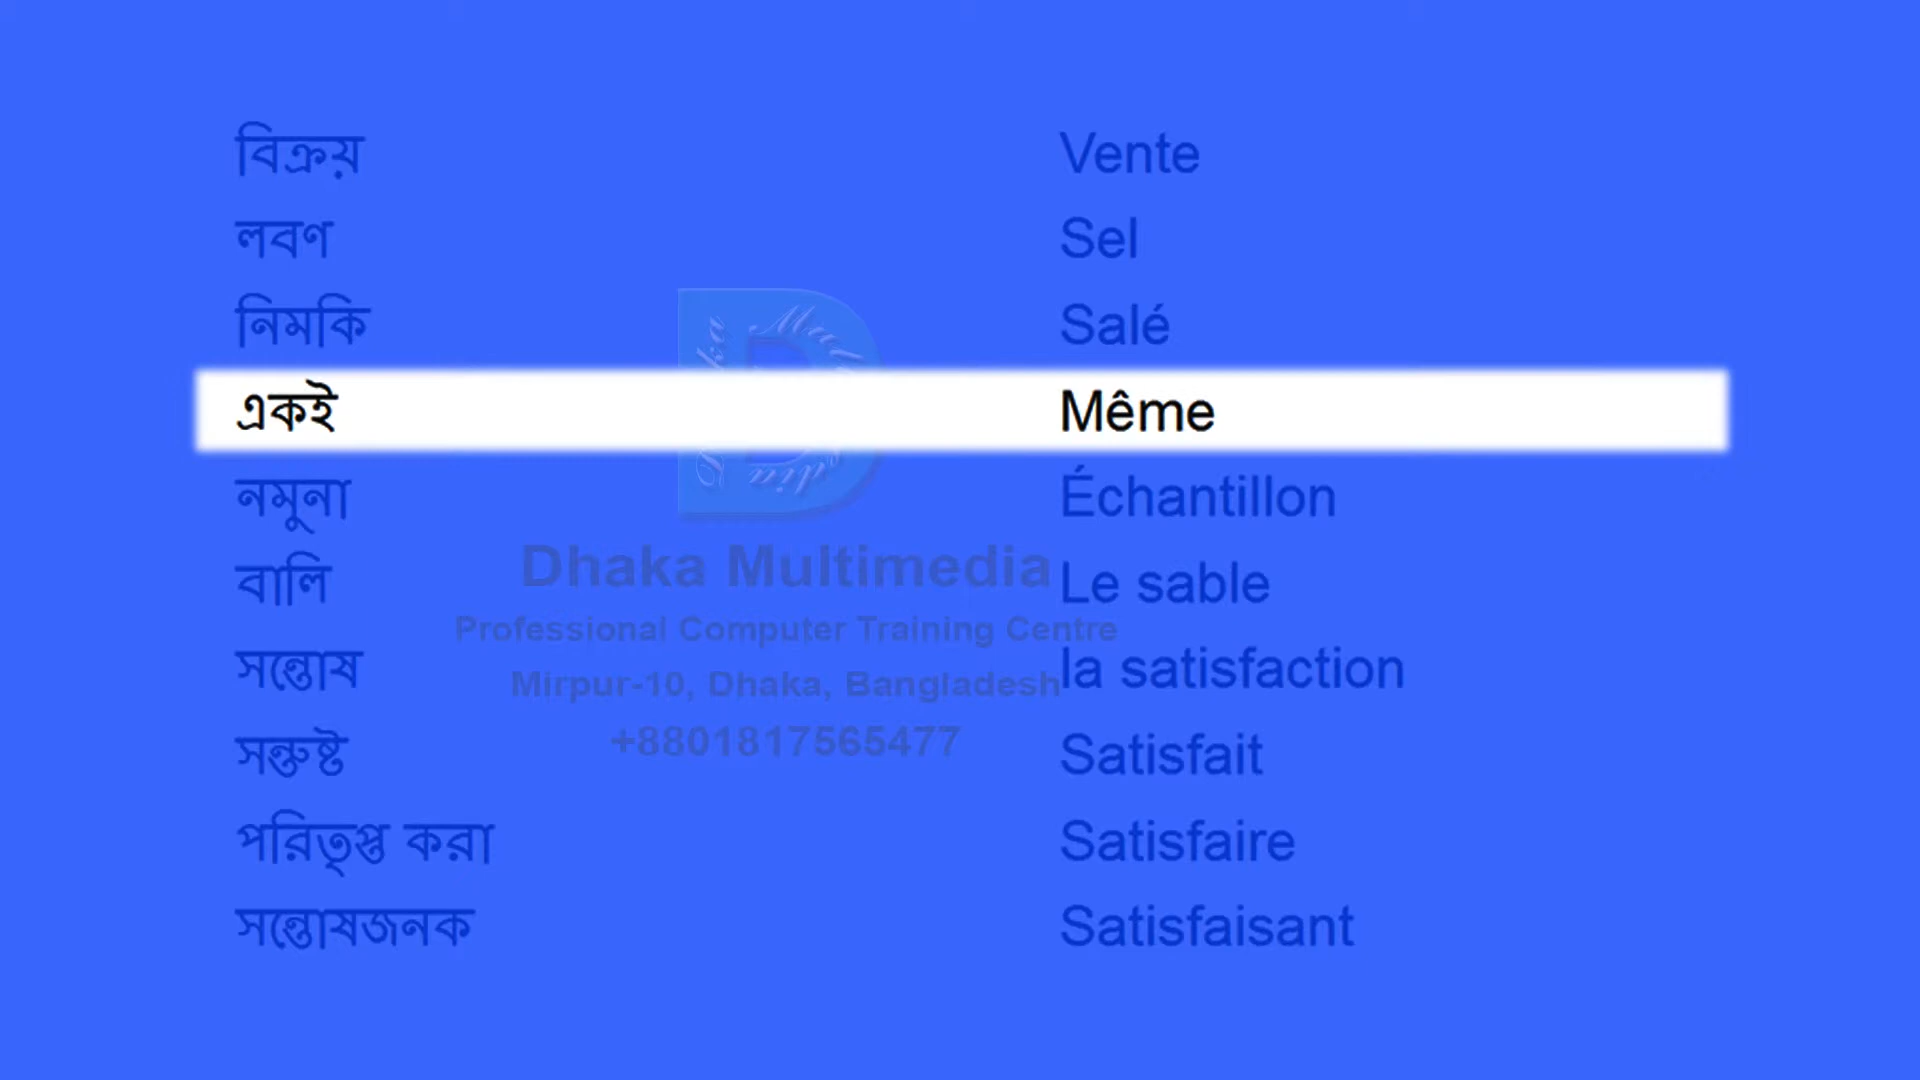 বিক্রয় Vente
লবণ Sel
নিমকি Salé
একই Même
নমুনা Échantillon
বালি Le sable
সন্তোষ la satisfaction
সন্তুষ্ট Satisfait
পরিতৃপ্ত করা Satisfaire
সন্তোষজনক Satisfaisant
Dhaka Multimedia
Professional Computer Training Centre
Mirpur-10, Dhaka, Bangladesh
+8801817565477